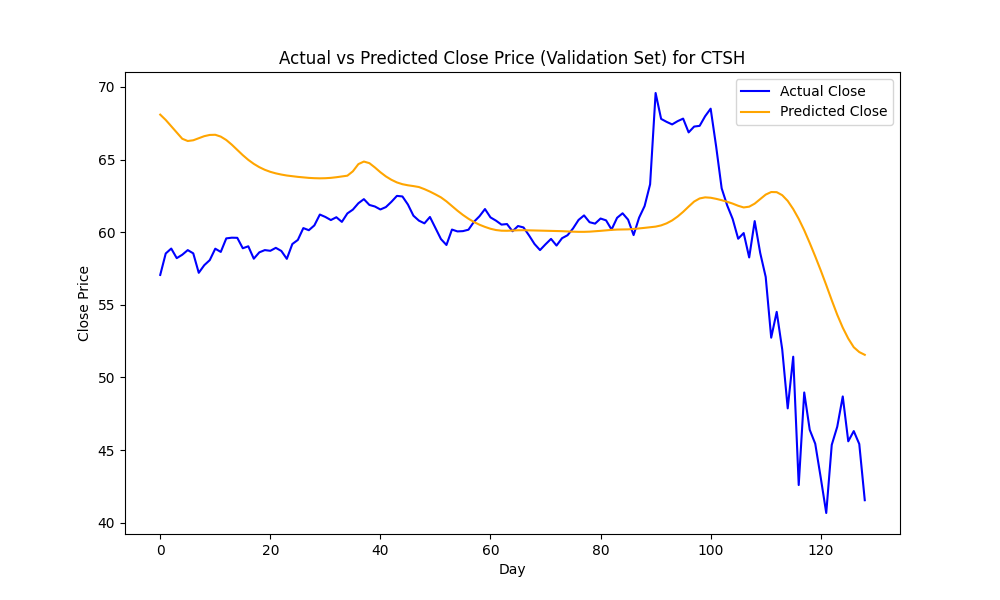 Actual vs Predicted Close Price (Validation Set) for CTSH
Actual Close
Predicted Close
Close Price
70
65
60
55
50
45
40
0 20 40 60 80 100 120
Day